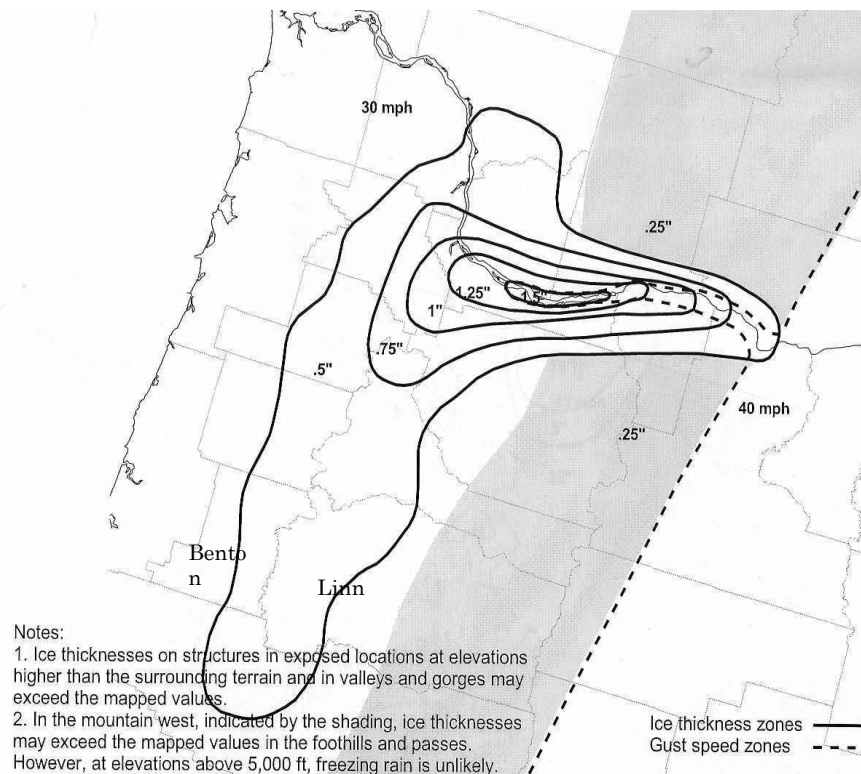 30 mph
.25"
1.25"
1.5"
1"
.75"
.5"
40 mph
.25"
Bento
n
Linn
Notes:
1. Ice thicknesses on structures in exposed locations at elevations
higher than the surrounding terrain and in valleys and gorges may
exceed the mapped values.
2. In the mountain west, indicated by the shading, ice thicknesses
may exceed the mapped values in the foothills and passes.
However, at elevations above 5,000 ft, freezing rain is unlikely.
Ice thickness zones
Gust speed zones